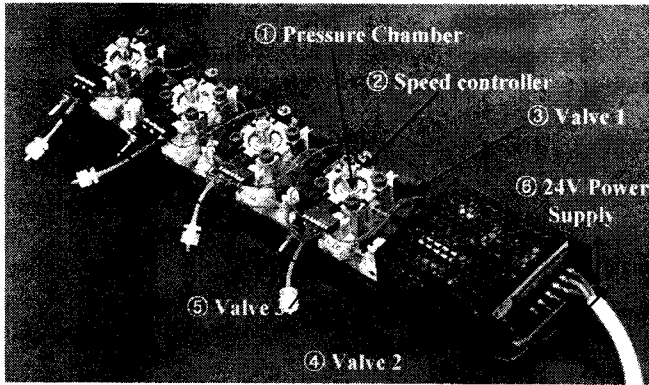 ① Pressure Chamber
② Speed controller
③ Valve 1
⑥ 24V Power
Supply
⑤ Valve 3
④ Valve 2